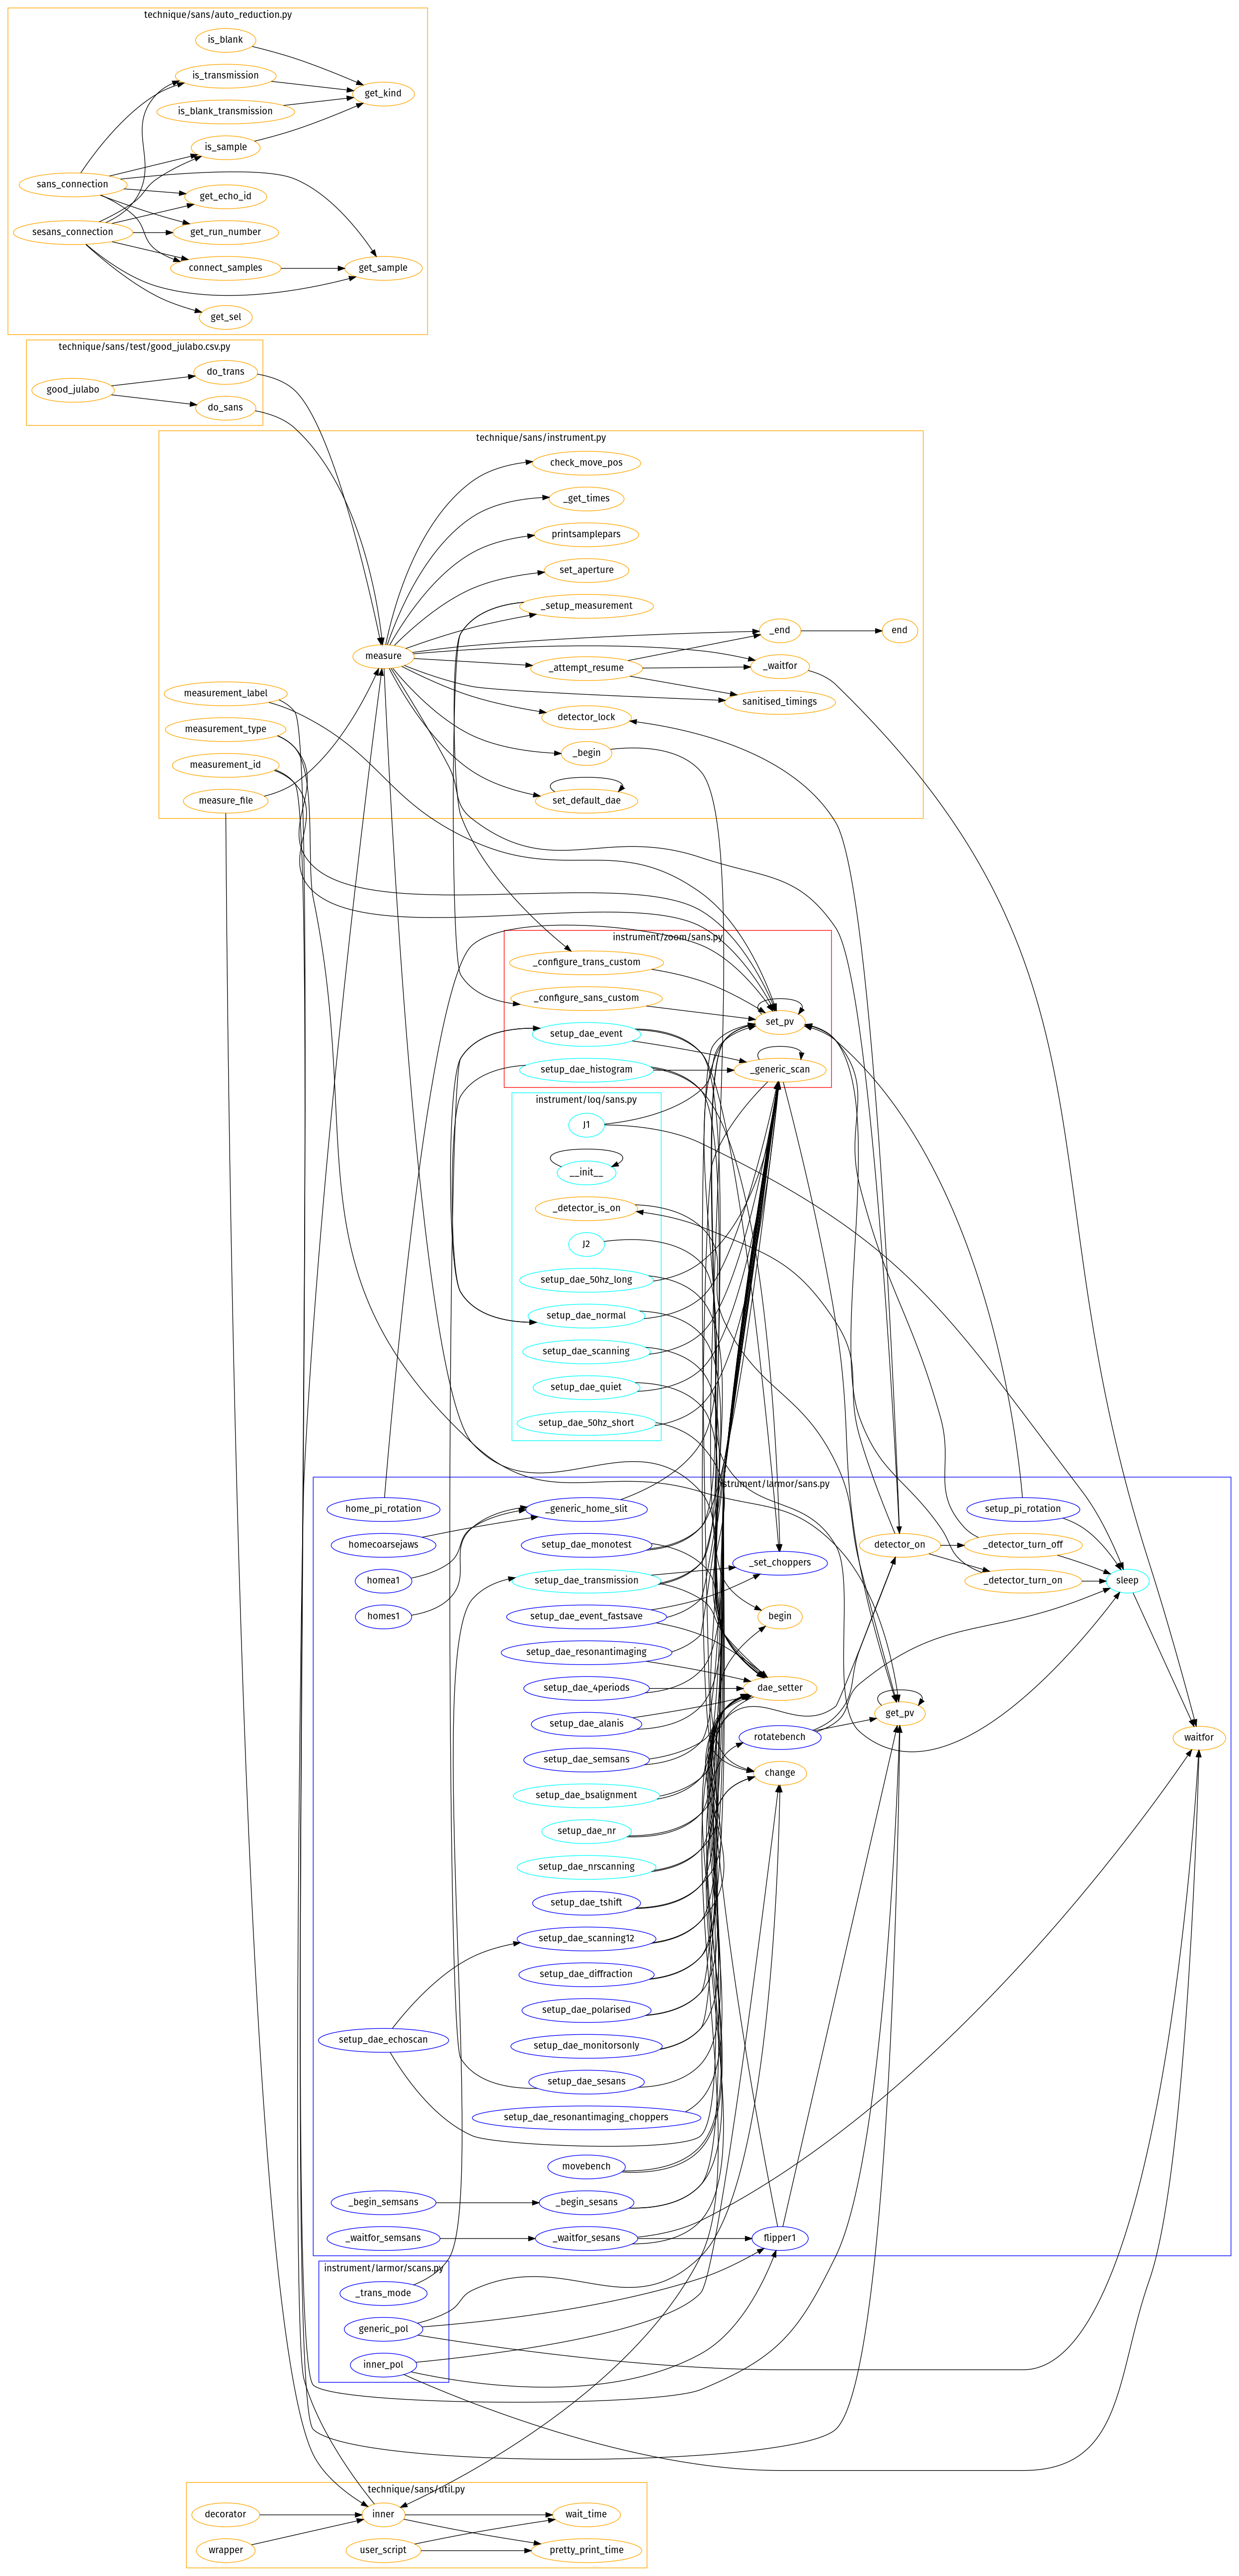 technique/sans/auto_reduction.py
is_blank
is_transmission
get_kind
is_blank_transmission
is_sample
sans_connection
get_echo_id
sesans_connection
get_run_number
connect_samples
get_sample
get_sel
technique/sans/test/good_julabo.csv.py
do_trans
good_julabo
do_sans
technique/sans/instrument.py
check_move_pos
_get_times
printsamplepars
set_aperture
_setup_measurement
_end
end
measure
_attempt_resume
_waitfor
measurement_label
sanitised_timings
detector_lock
measurement_type
_begin
measurement_id
measure_file
set_default_dae
instrument/zoom/sans.py
_configure_trans_custom
_configure_sans_custom
set_pv
setup_dae_event
setup_dae_histogram
_generic_scan
instrument/loq/sans.py
J1
__init__
_detector_is_on
J2
setup_dae_50hz_long
setup_dae_normal
setup_dae_scanning
setup_dae_quiet
setup_dae_50hz_short
instrument/larmor/sans.py
home_pi_rotation
_generic_home_slit
setup_pi_rotation
homecoarsejaws
setup_dae_monotest
detector_on
_detector_turn_off
_set_choppers
homea1
setup_dae_transmission
_detector_turn_on
sleep
homes1
setup_dae_event_fastsave
begin
setup_dae_resonantimaging
setup_dae_4periods
dae_setter
get_pv
setup_dae_alanis
rotatebench
waitfor
setup_dae_semsans
change
setup_dae_bsalignment
setup_dae_nr
setup_dae_nrscanning
setup_dae_tshift
setup_dae_scanning12
setup_dae_diffraction
setup_dae_polarised
setup_dae_echoscan
setup_dae_monitorsonly
setup_dae_sesans
setup_dae_resonantimaging_choppers
movebench
_begin_semsans
_begin_sesans
_waitfor_semsans
_waitfor_sesans
flipper1
instrument/larmor/scans.py
_trans_mode
generic_pol
inner_pol
technique/sans/util.py
decorator
inner
wait_time
wrapper
user_script
pretty_print_time